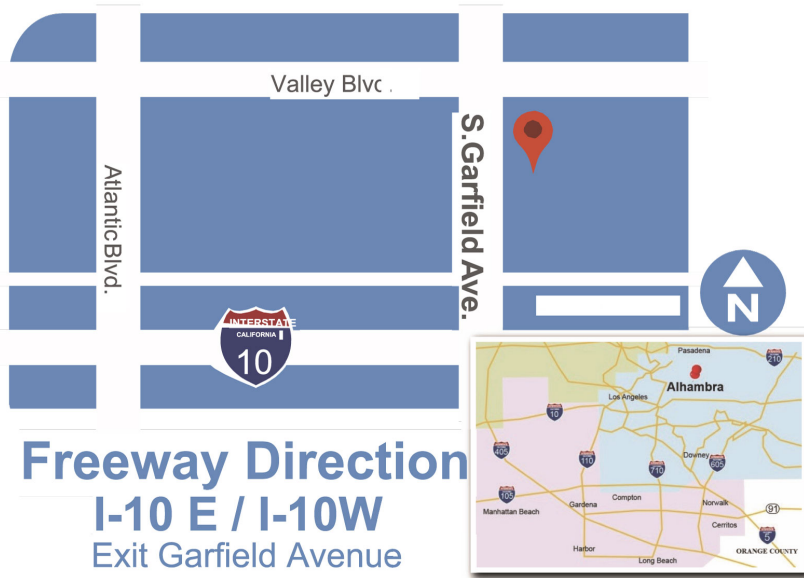 Valley Blvc .
S.Garfield Ave.
AtlanticBlvd.
N
INTERSTATE
CALIFORNIA
10
Freeway Direction
I-10 E / I-10W
Exit Garfield Avenue
Pasadena
210
Alhambra
Los Angeles
10
405
110
710
Downey
605
105
Manhattan Beach
Gardena
Compton
Norwalk
91
Cerritos
5
ORANGE COUNTY
Harbor
Long Beach